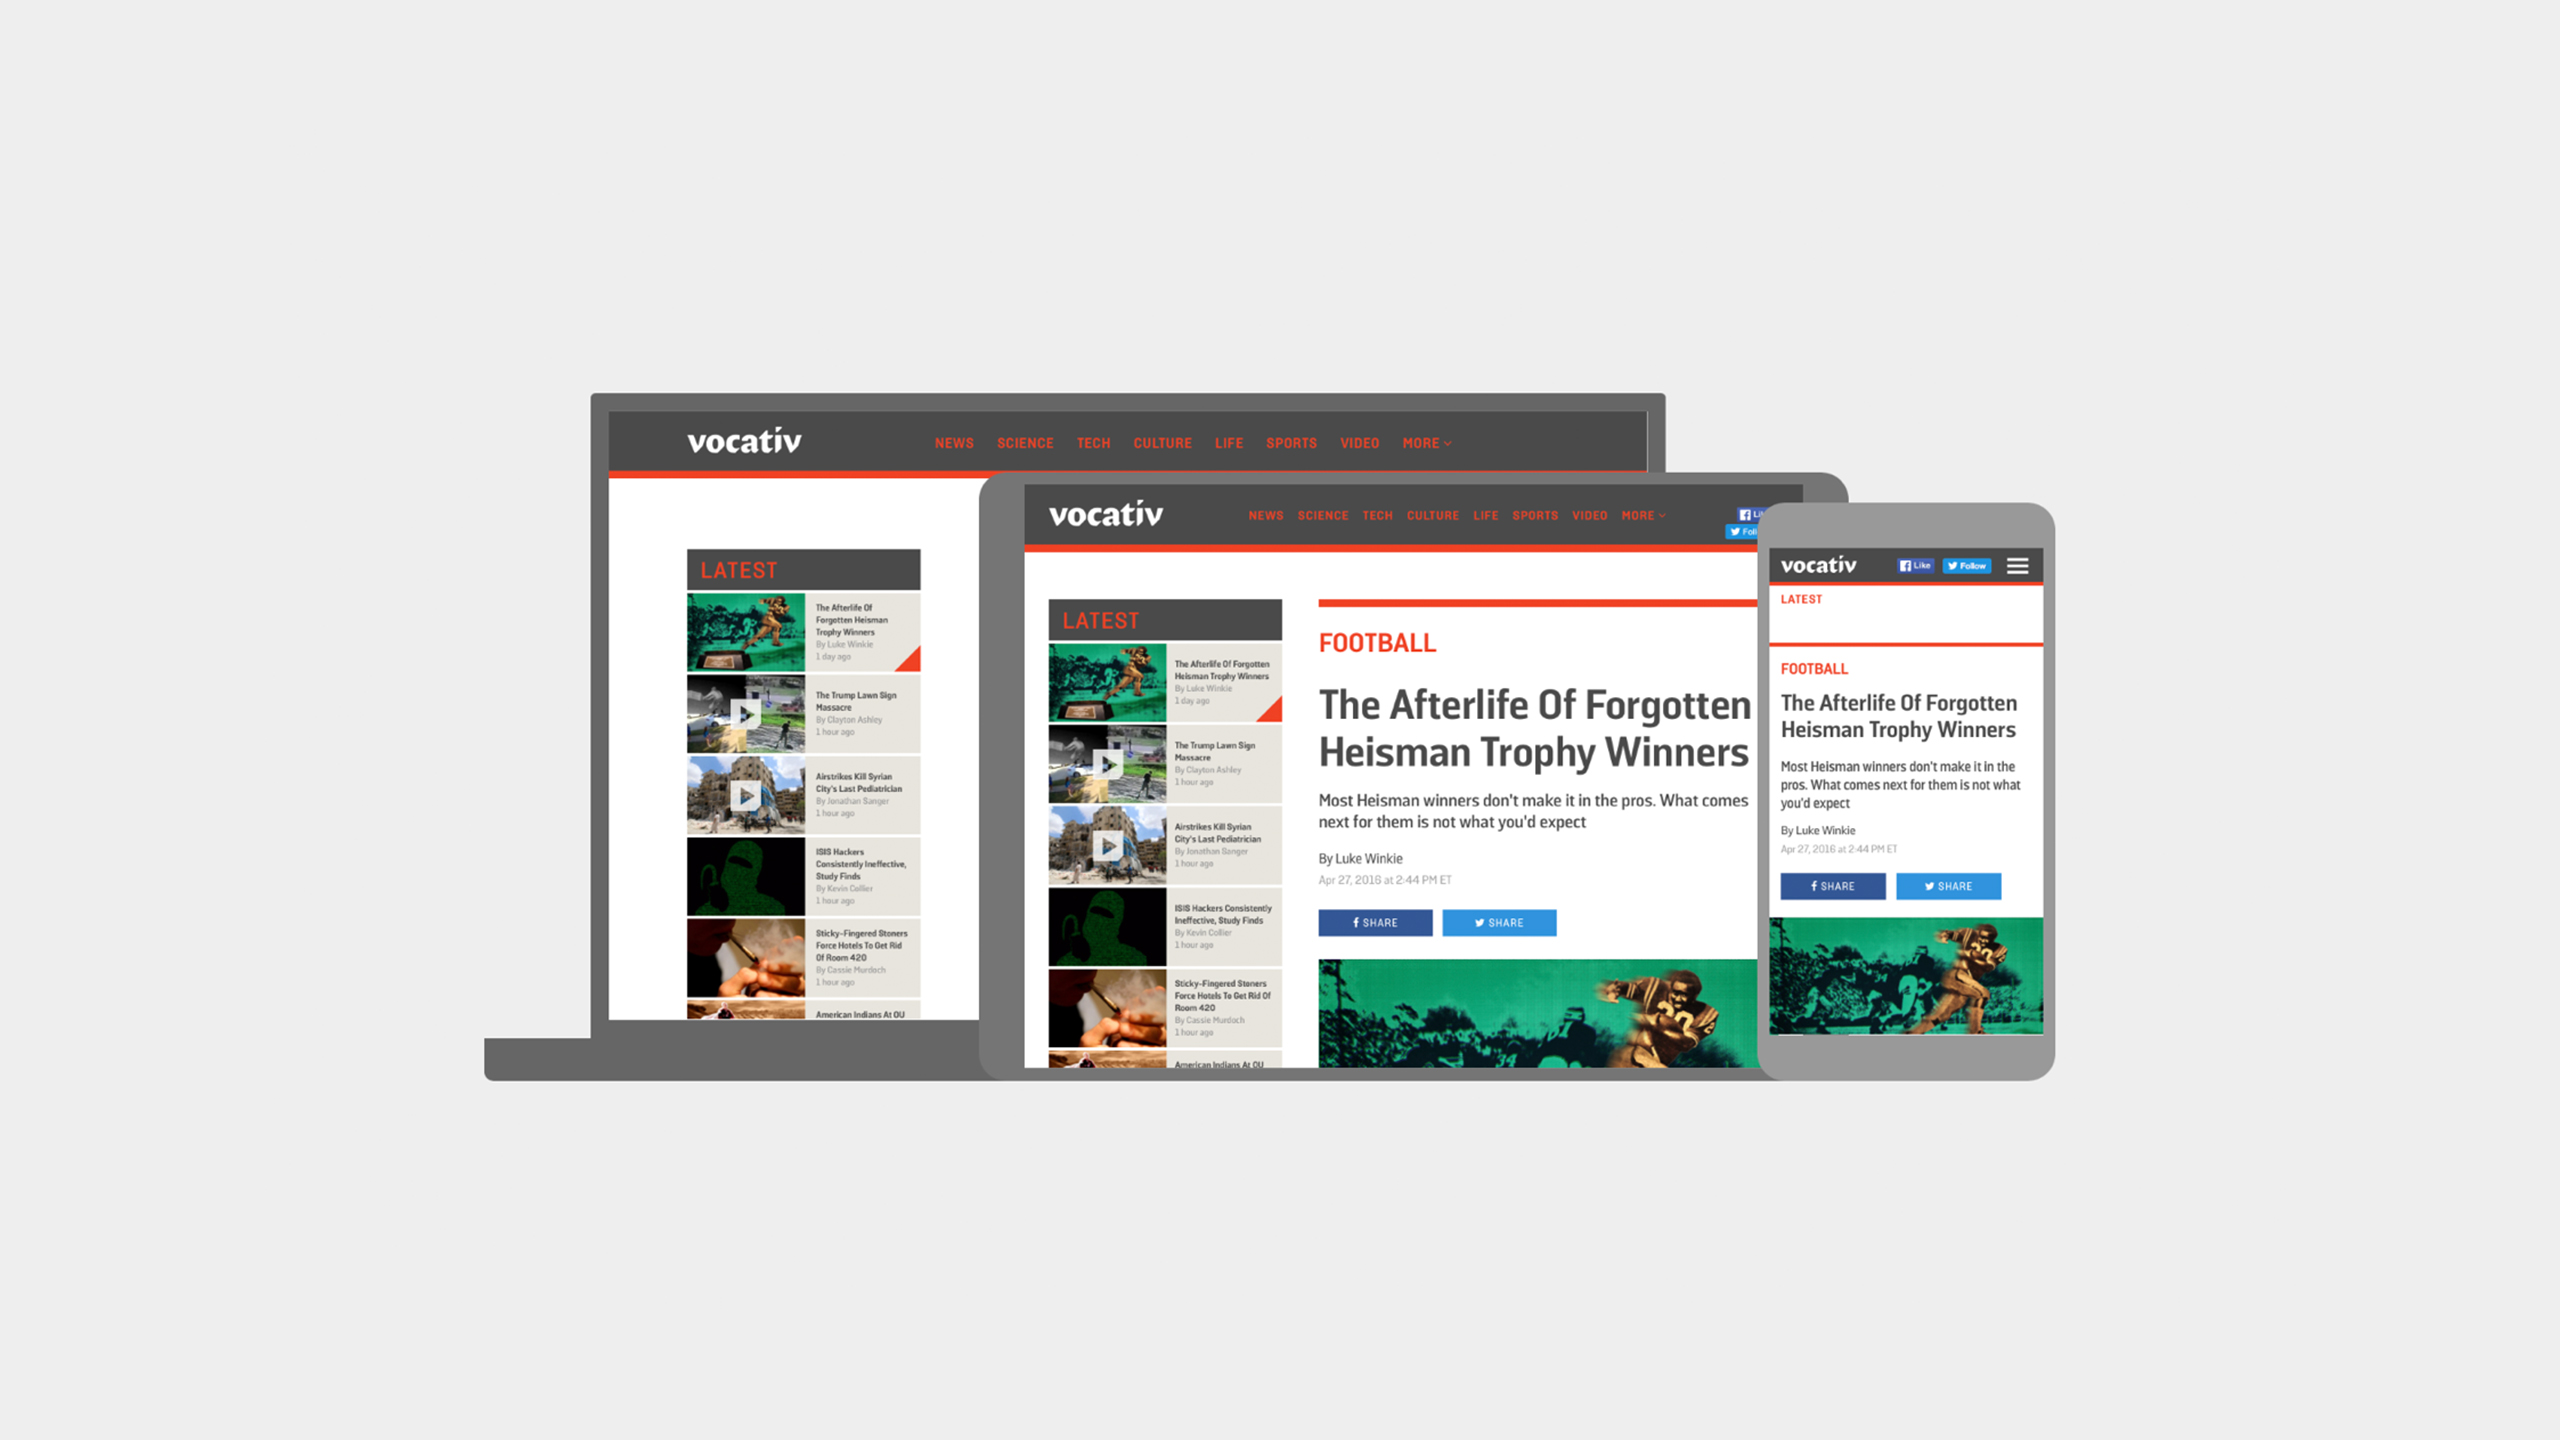 vocativ
NEWS SCIENCE TECH CULTURE LIFE SPORTS VIDEO MORE
LATEST
The Afterlife Of
Forgotten Heisman
Trophy Winners
By Luke Winkie
1 day ago
The Trump Lawn Sign
Massacre
By Clayton Ashley
1 hour ago
Airstrikes Kill Syrian
City's Last Pediatrician
By Jonathan Sanger
1 hour ago
ISIS Hackers
Consistently Ineffective,
Study Finds
By Kevin Collier
1 hour ago
Sticky-Fingered Stoners
Force Hotels To Get Rid
Of Room 420
By Cassie Murdoch
1 hour ago
American Indians At OU
vocativ
NEWS SCIENCE TECH CULTURE LIFE SPORTS VIDEO MORE
LATEST
The Afterlife Of Forgotten
Heisman Trophy Winners
By Luke Winkie
1 day ago
The Trump Lawn Sign
Massacre
By Clayton Ashley
1 hour ago
Airstrikes Kill Syrian
City's Last Pediatrician
By Jonathan Sanger
1 hour ago
ISIS Hackers Consistently
Ineffective, Study Finds
By Kevin Collier
1 hour ago
Sticky-Fingered Stoners
Force Hotels To Get Rid Of
Room 420
By Cassie Murdoch
1 hour ago
American Indians At OU
FOOTBALL
The Afterlife Of Forgotten
Heisman Trophy Winners
Most Heisman winners don't make it in the pros. What comes
next for them is not what you'd expect
By Luke Winkie
Apr 27, 2016 at 2:44 PM ET
SHARE SHARE
34 20
vocativ Like Follow
LATEST
FOOTBALL
The Afterlife Of Forgotten
Heisman Trophy Winners
Most Heisman winners don't make it in the
pros. What comes next for them is not what
you'd expect
By Luke Winkie
Apr 27, 2016 at 2:44 PM ET
SHARE SHARE